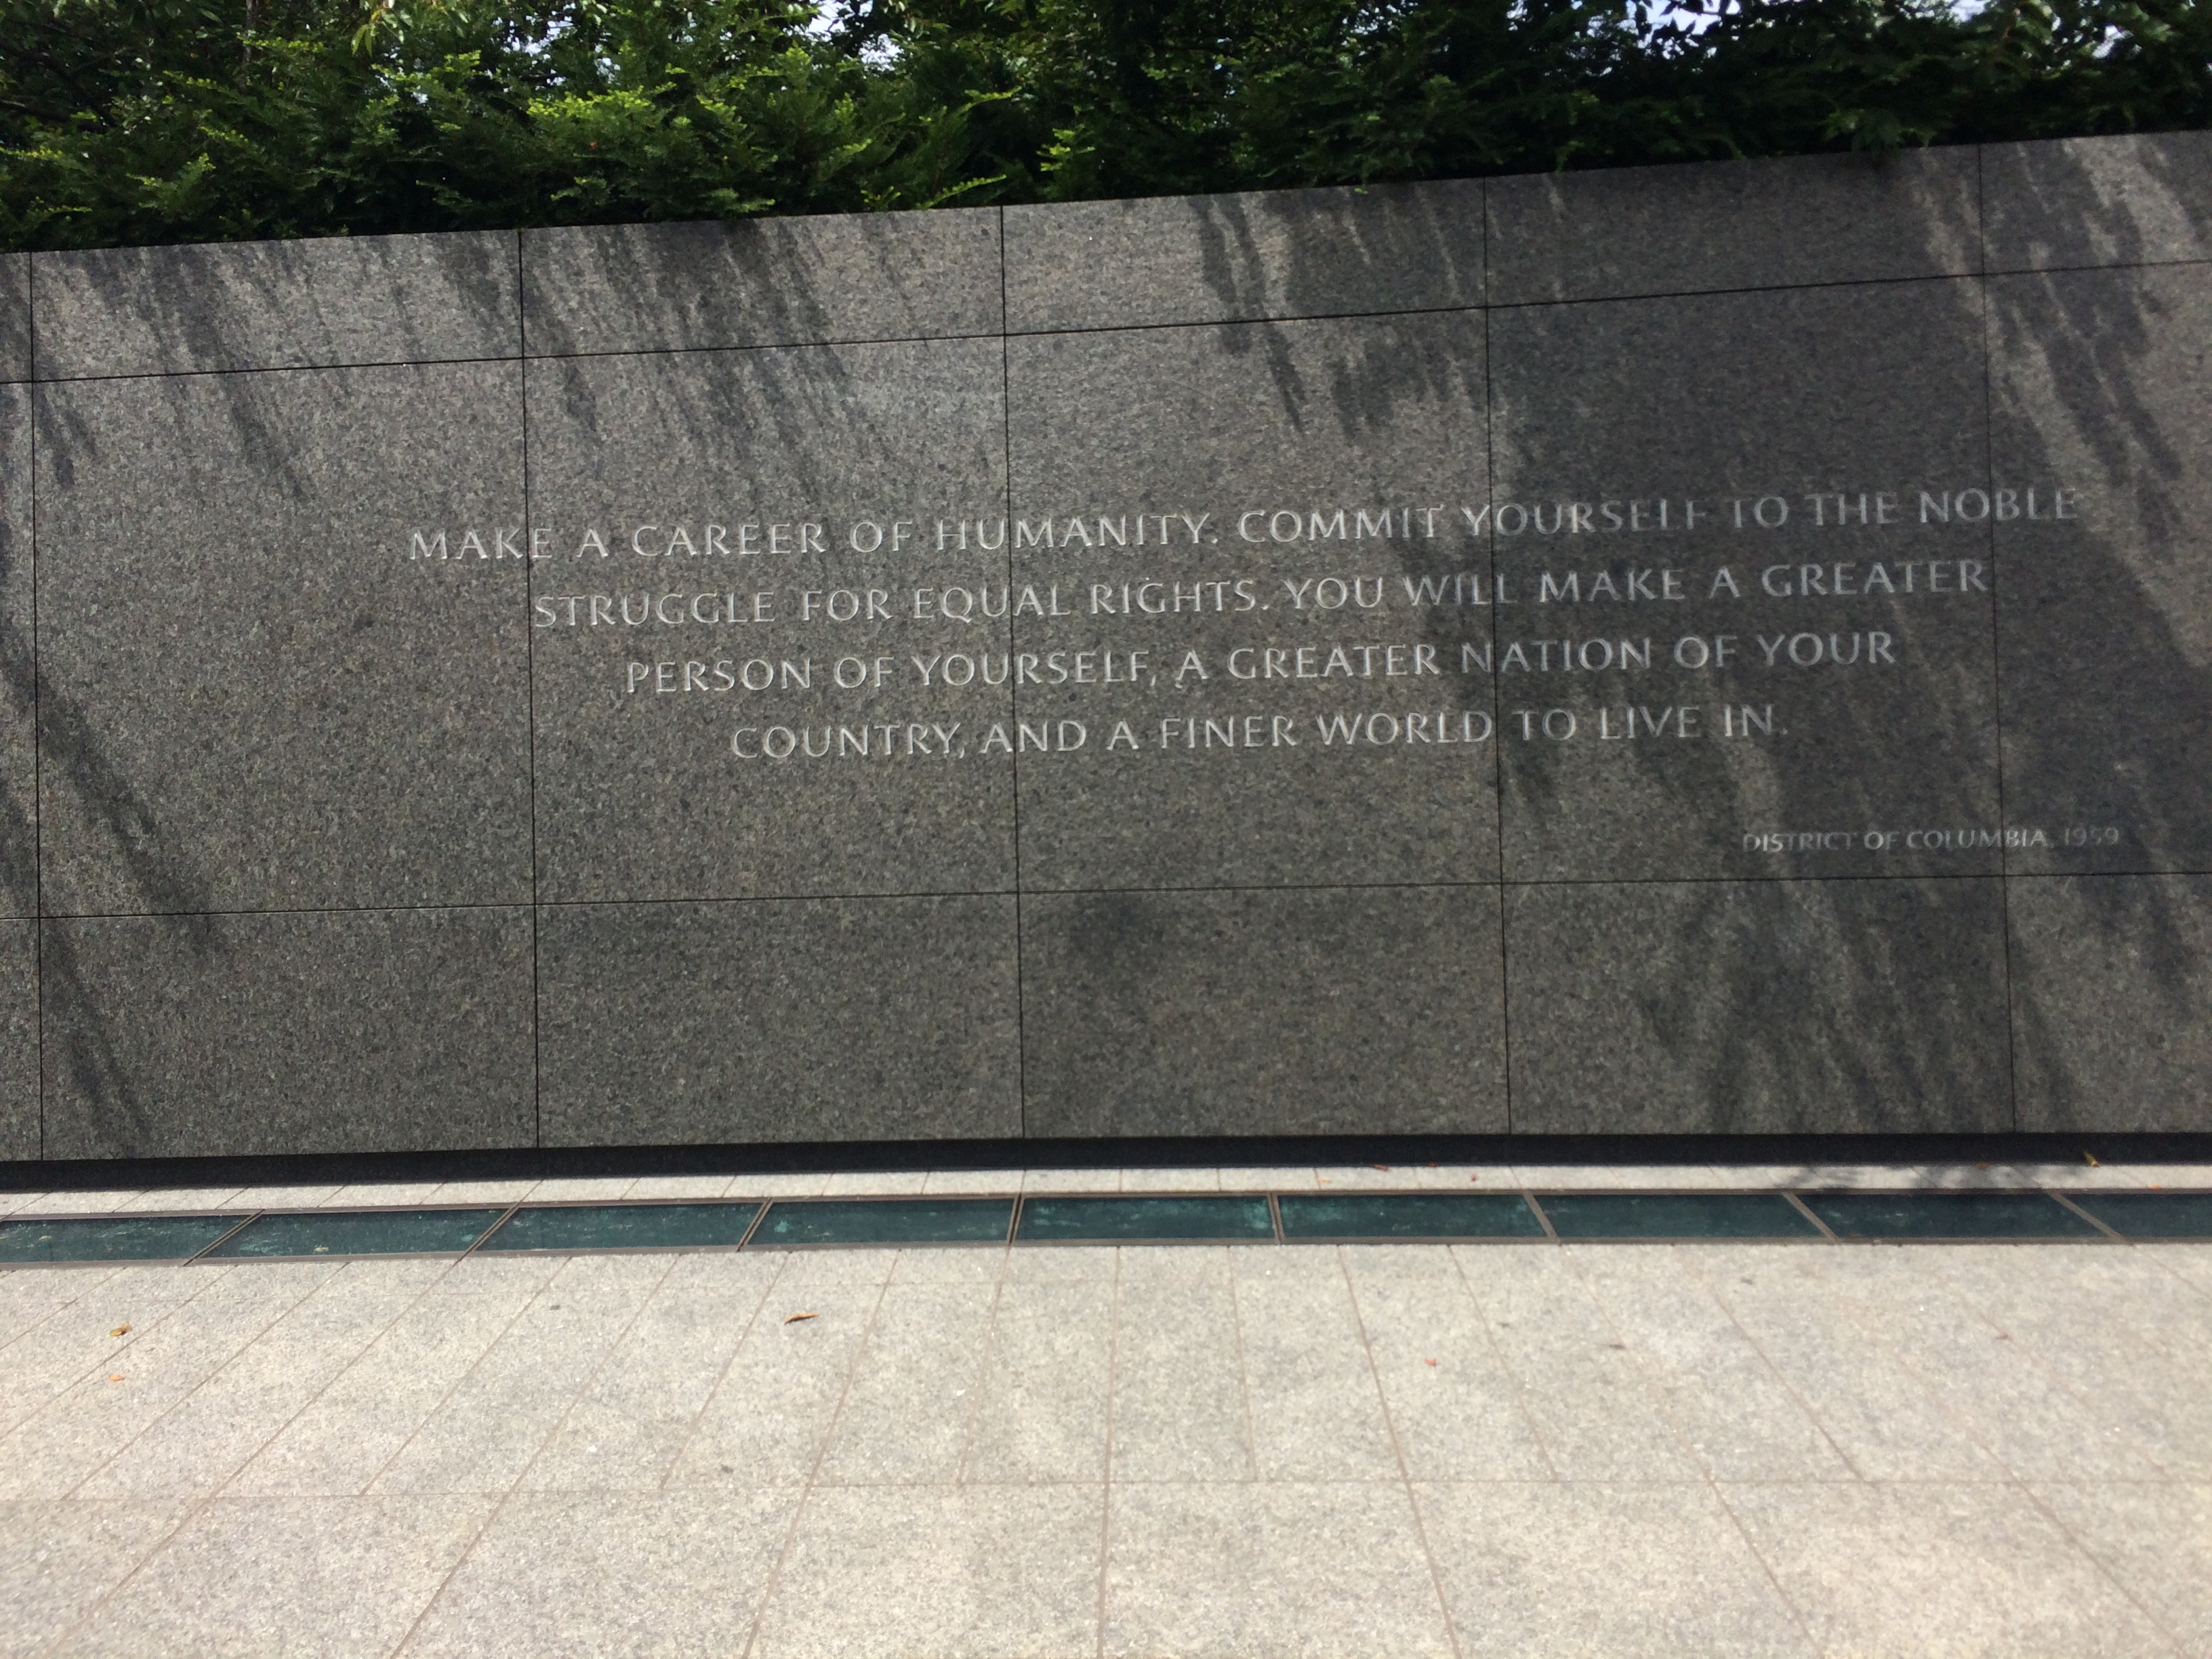 MAKE A CAREER OF HUMANITY. COMMIT YOURSELF TO THE NOBLE
STRUGGLE FOR EQUAL RIGHTS. YOU WILL MAKE A GREATER
PERSON OF YOURSELF, A GREATER NATION OF YOUR
COUNTRY, AND A FINER WORLD TO LIVE IN.
DISTRICT OF COLUMBIA, 1959